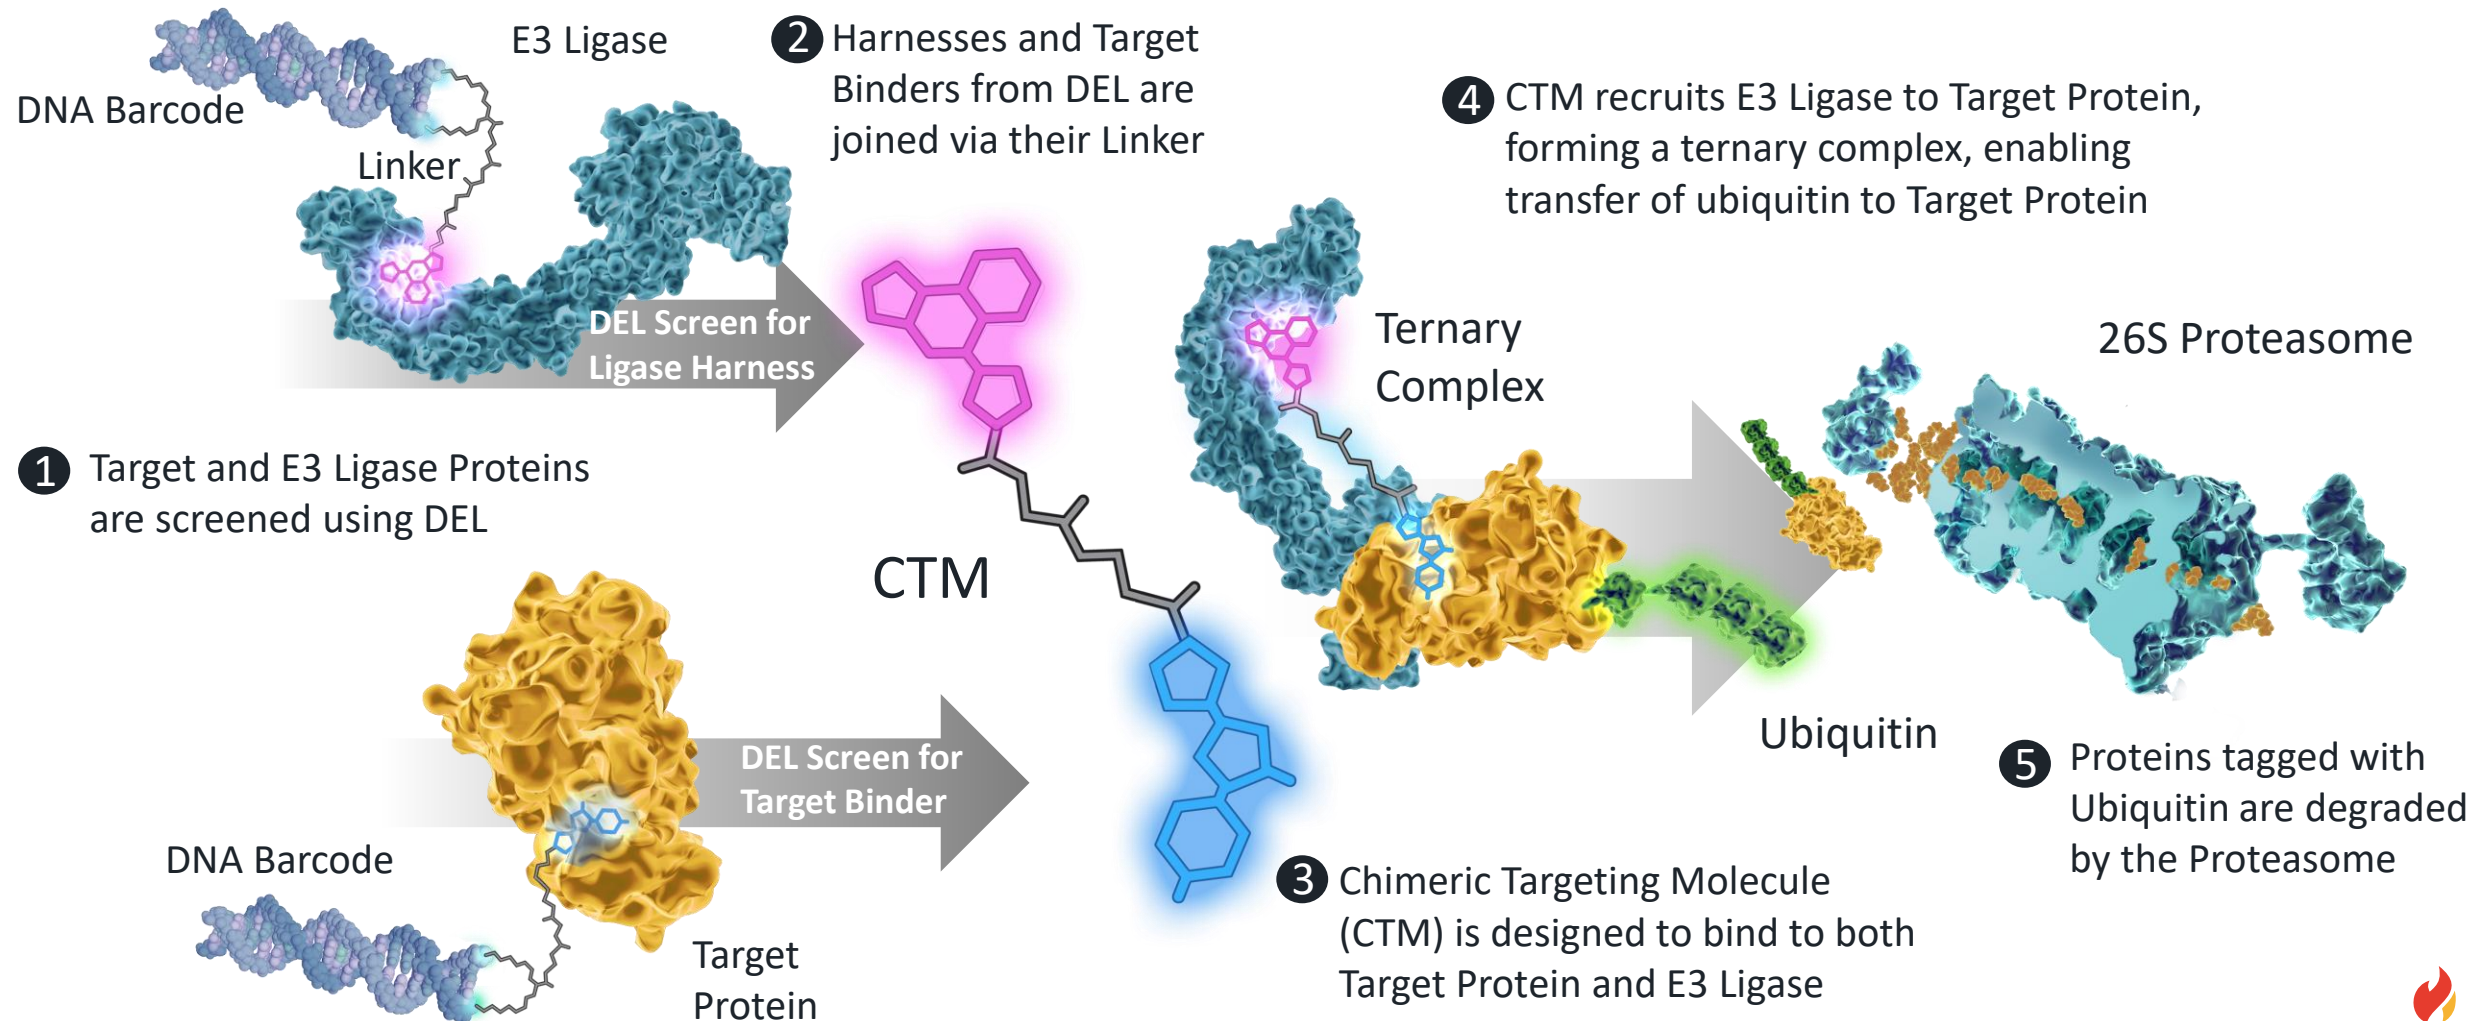 E3 Ligase
DNA Barcode
Linker
DEL Screen for
Ligase Harness
1 Target and E3 Ligase Proteins
are screened using DEL
DEL Screen for
Target Binder
DNA Barcode
Target
Protein
2 Harnesses and Target
Binders from DEL are
joined via their Linker
CTM
3 Chimeric Targeting Molecule
(CTM) is designed to bind to both
Target Protein and E3 Ligase
4 CTM recruits E3 Ligase to Target Protein,
forming a ternary complex, enabling
transfer of ubiquitin to Target Protein
Ternary
Complex
Ubiquitin
26S Proteasome
5 Proteins tagged with
Ubiquitin are degraded
by the Proteasome